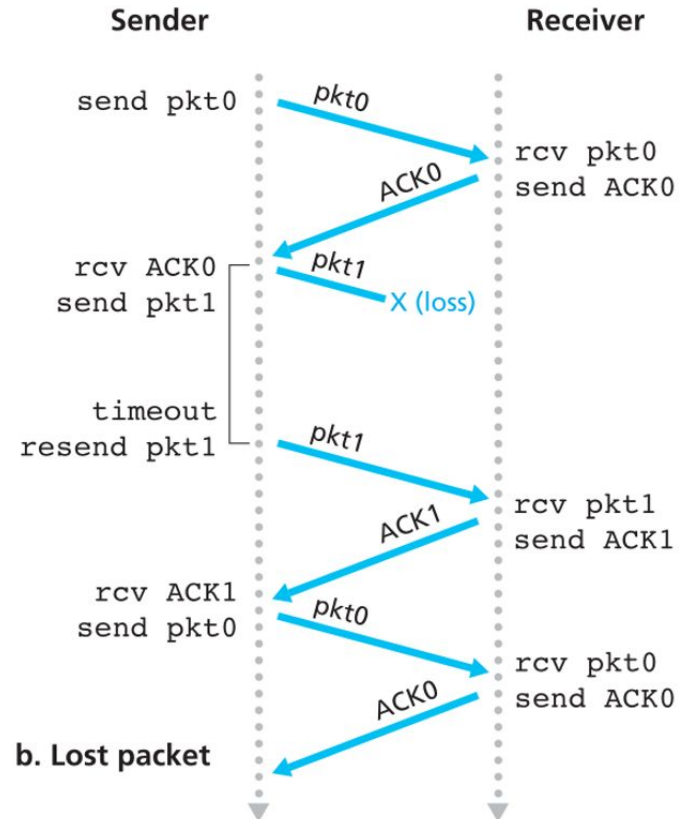 Sender
Receiver
send pkt0
pkt0
rcv pkt0
send ACK0
ACK0
rcv ACK0
send pkt1
pkt1
X (loss)
timeout
resend pkt1
pkt1
rcv pkt1
send ACK1
ACK1
rcv ACK1
send pkt0
pkt0
rcv pkt0
send ACK0
ACK0
b. Lost packet